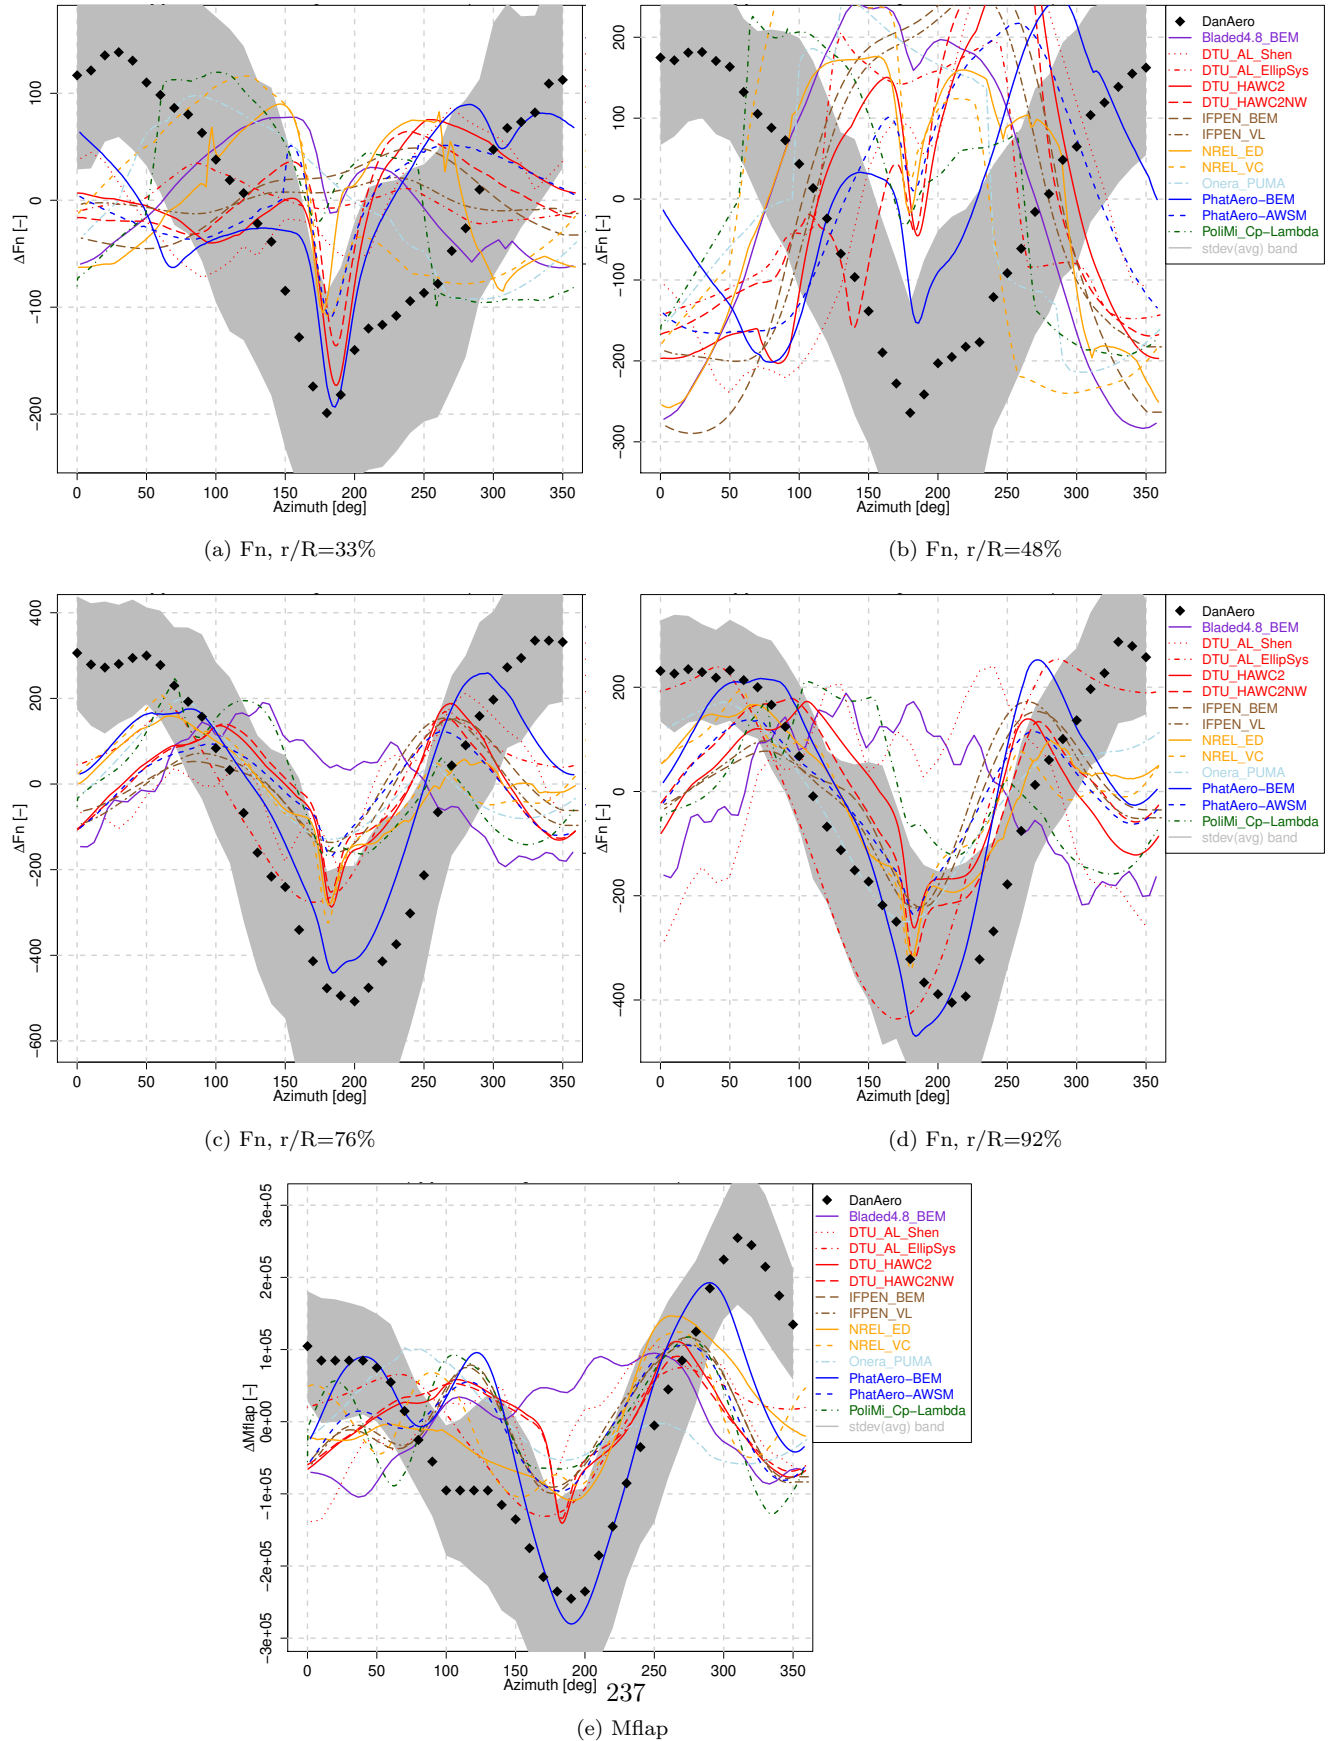 100
0
−100
−200
ΔFn [−]
0 50 100 150 200 250 300 350
Azimuth [deg]
(a) Fn, r/R=33%
200
100
0
−100
−200
−300
ΔFn [−]
0 50 100 150 200 250 300 350
Azimuth [deg]
(b) Fn, r/R=48%
DanAero
Bladed4.8_BEM
DTU_AL_Shen
DTU_AL_EllipSys
DTU_HAWC2
DTU_HAWC2NW
IFPEN_BEM
IFPEN_VL
NREL_ED
NREL_VC
Onera_PUMA
PhatAero−BEM
PhatAero−AWSM
PoliMi_Cp−Lambda
stdev(avg) band
400
200
0
−200
−400
−600
ΔFn [−]
0 50 100 150 200 250 300 350
Azimuth [deg]
(c) Fn, r/R=76%
200
0
−200
−400
ΔFn [−]
0 50 100 150 200 250 300 350
Azimuth [deg]
(d) Fn, r/R=92%
DanAero
Bladed4.8_BEM
DTU_AL_Shen
DTU_AL_EllipSys
DTU_HAWC2
DTU_HAWC2NW
IFPEN_BEM
IFPEN_VL
NREL_ED
NREL_VC
Onera_PUMA
PhatAero−BEM
PhatAero−AWSM
PoliMi_Cp−Lambda
stdev(avg) band
3e+05
2e+05
1e+05
0e+00
−1e+05
−2e+05
−3e+05
ΔMflap [−]
0 50 100 150 200 250 300 350
Azimuth [deg]
DanAero
Bladed4.8_BEM
DTU_AL_Shen
DTU_AL_EllipSys
DTU_HAWC2
DTU_HAWC2NW
IFPEN_BEM
IFPEN_VL
NREL_ED
NREL_VC
Onera_PUMA
PhatAero−BEM
PhatAero−AWSM
PoliMi_Cp−Lambda
stdev(avg) band
237
(e) Mflap